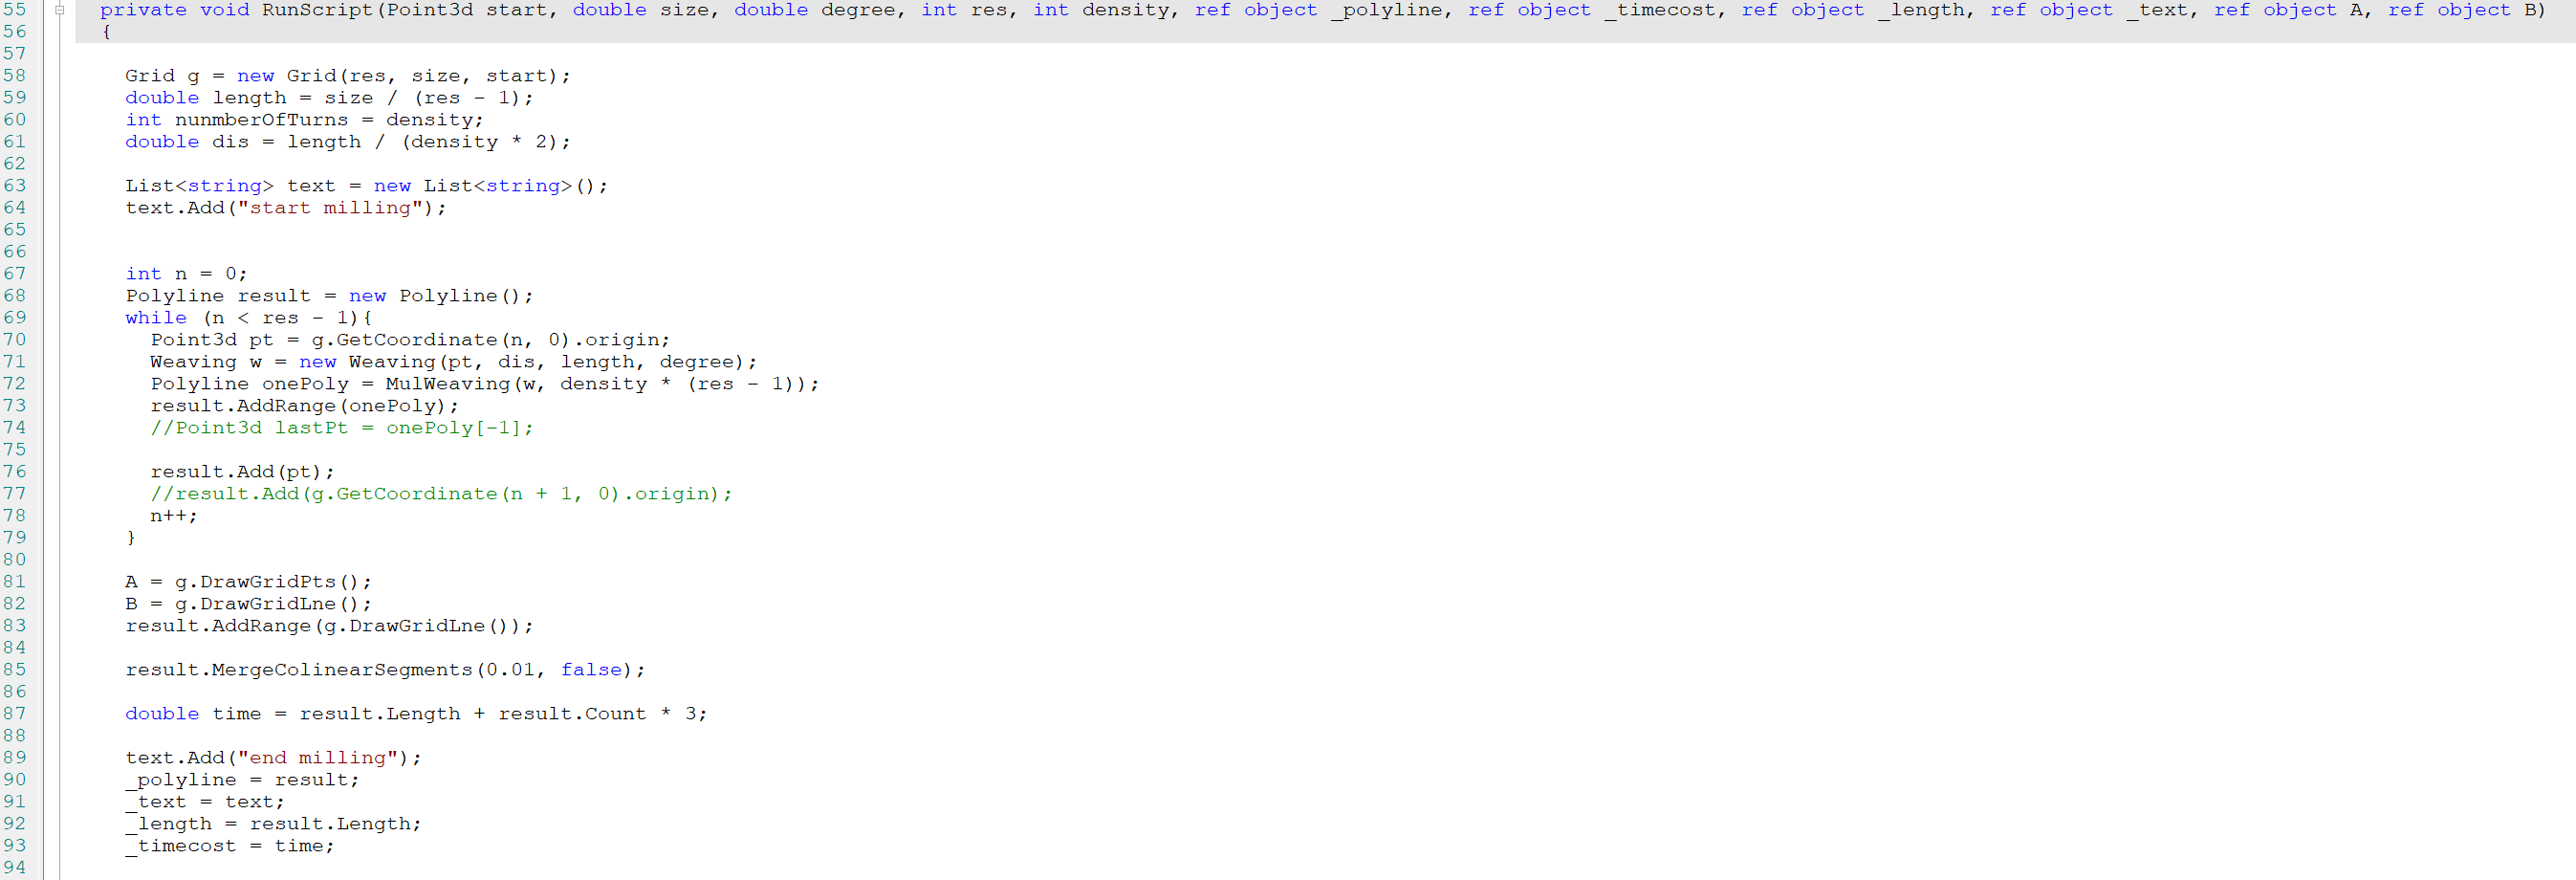 55 private void RunScript(Point3d start, double size, double degree, int res, int density, ref object _polyline, ref object _timecost, ref object _length, ref object _text, ref object A, ref object B)
56 {
57
58 Grid g = new Grid(res, size, start);
59 double length = size / (res - 1);
60 int nunmberOfTurns = density;
61 double dis = length / (density * 2);
62
63 List<string> text = new List<string>();
64 text.Add("start milling");
65
66
67 int n = 0;
68 Polyline result = new Polyline();
69 while (n < res - 1){
70 Point3d pt = g.GetCoordinate(n, 0).origin;
71 Weaving w = new Weaving(pt, dis, length, degree);
72 Polyline onePoly = MulWeaving(w, density * (res - 1));
73 result.AddRange(onePoly);
74 //Point3d lastPt = onePoly[-1];
75
76 result.Add(pt);
77 //result.Add(g.GetCoordinate(n + 1, 0).origin);
78 n++;
79 }
80
81 A = g.DrawGridPts();
82 B = g.DrawGridLne();
83 result.AddRange(g.DrawGridLne());
84
85 result.MergeColinearSegments(0.01, false);
86
87 double time = result.Length + result.Count * 3;
88
89 text.Add("end milling");
90 _polyline = result;
91 _text = text;
92 _length = result.Length;
93 _timecost = time;
94